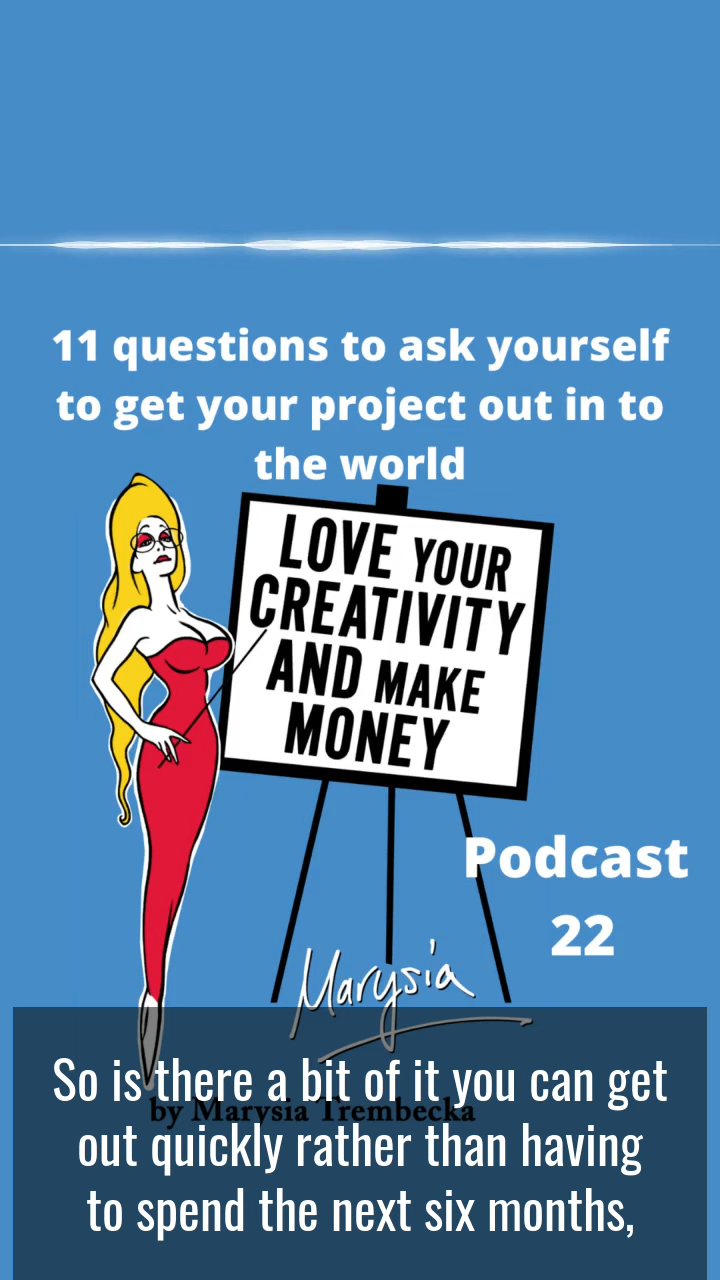 11 questions to ask yourself
to get your project out in to
the world
LOVE YOUR
CREATIVITY
AND MAKE
MONEY
Podcast
22
Marysia
by Marysia Trembecka
So is there a bit of it you can get
out quickly rather than having
to spend the next six months,